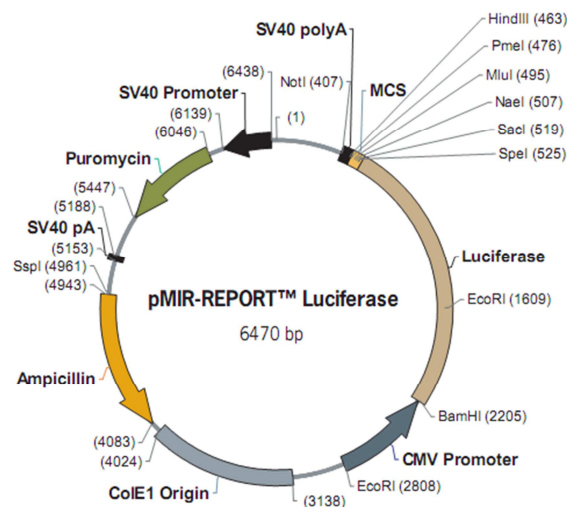 SV40 polyA
HindIII (463)
PmeI (476)
MluI (495)
NaeI (507)
SacI (519)
SpeI (525)
MCS
NotI (407)
(6438)
SV40 Promoter
(1)
(6139)
(6046)
Puromycin
(5447)
(5188)
SV40 pA
(5153)
SspI (4961)
(4943)
Luciferase
pMIR-REPORT™ Luciferase
6470 bp
EcoRI (1609)
Ampicillin
BamHI (2205)
(4083)
(4024)
CMV Promoter
ColE1 Origin
EcoRI (2808)
(3138)